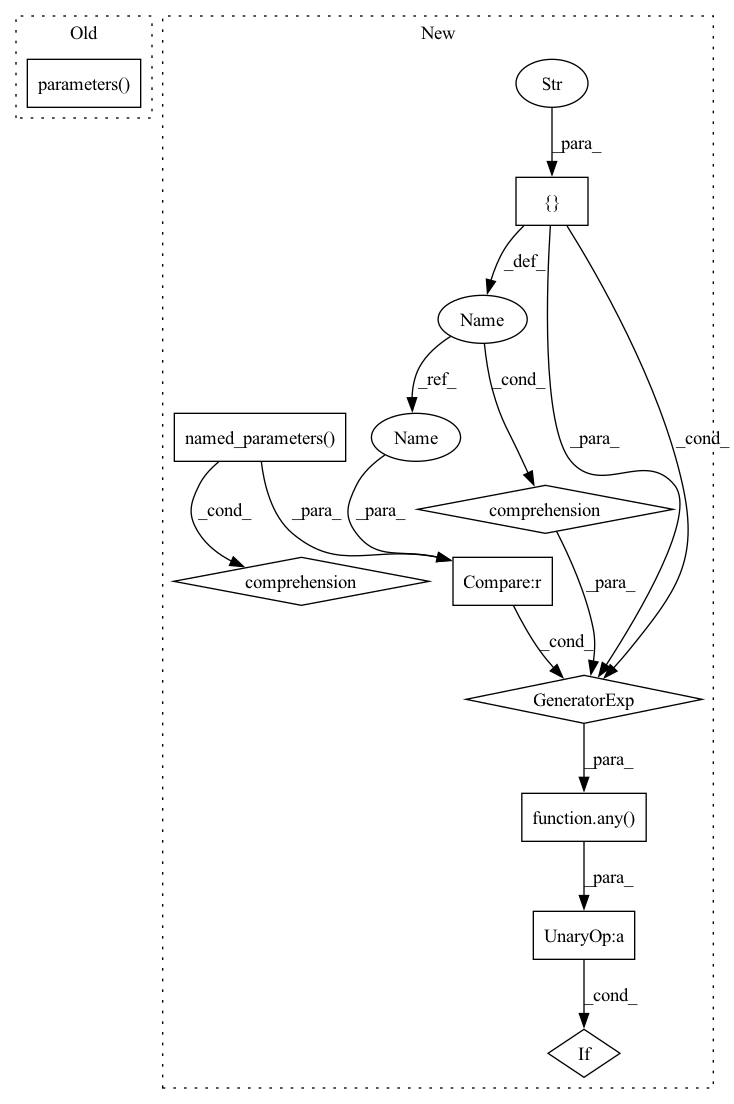 Old
New
parameters()
Str
_para_
{}
_def_
Name
_ref_
_cond_
_para_
_cond_
named_parameters()
Name
_cond_
_para_
_para_
comprehension
_para_
comprehension
Compare:r
_cond_
GeneratorExp
_para_
function.any()
_para_
UnaryOp:a
_cond_
If